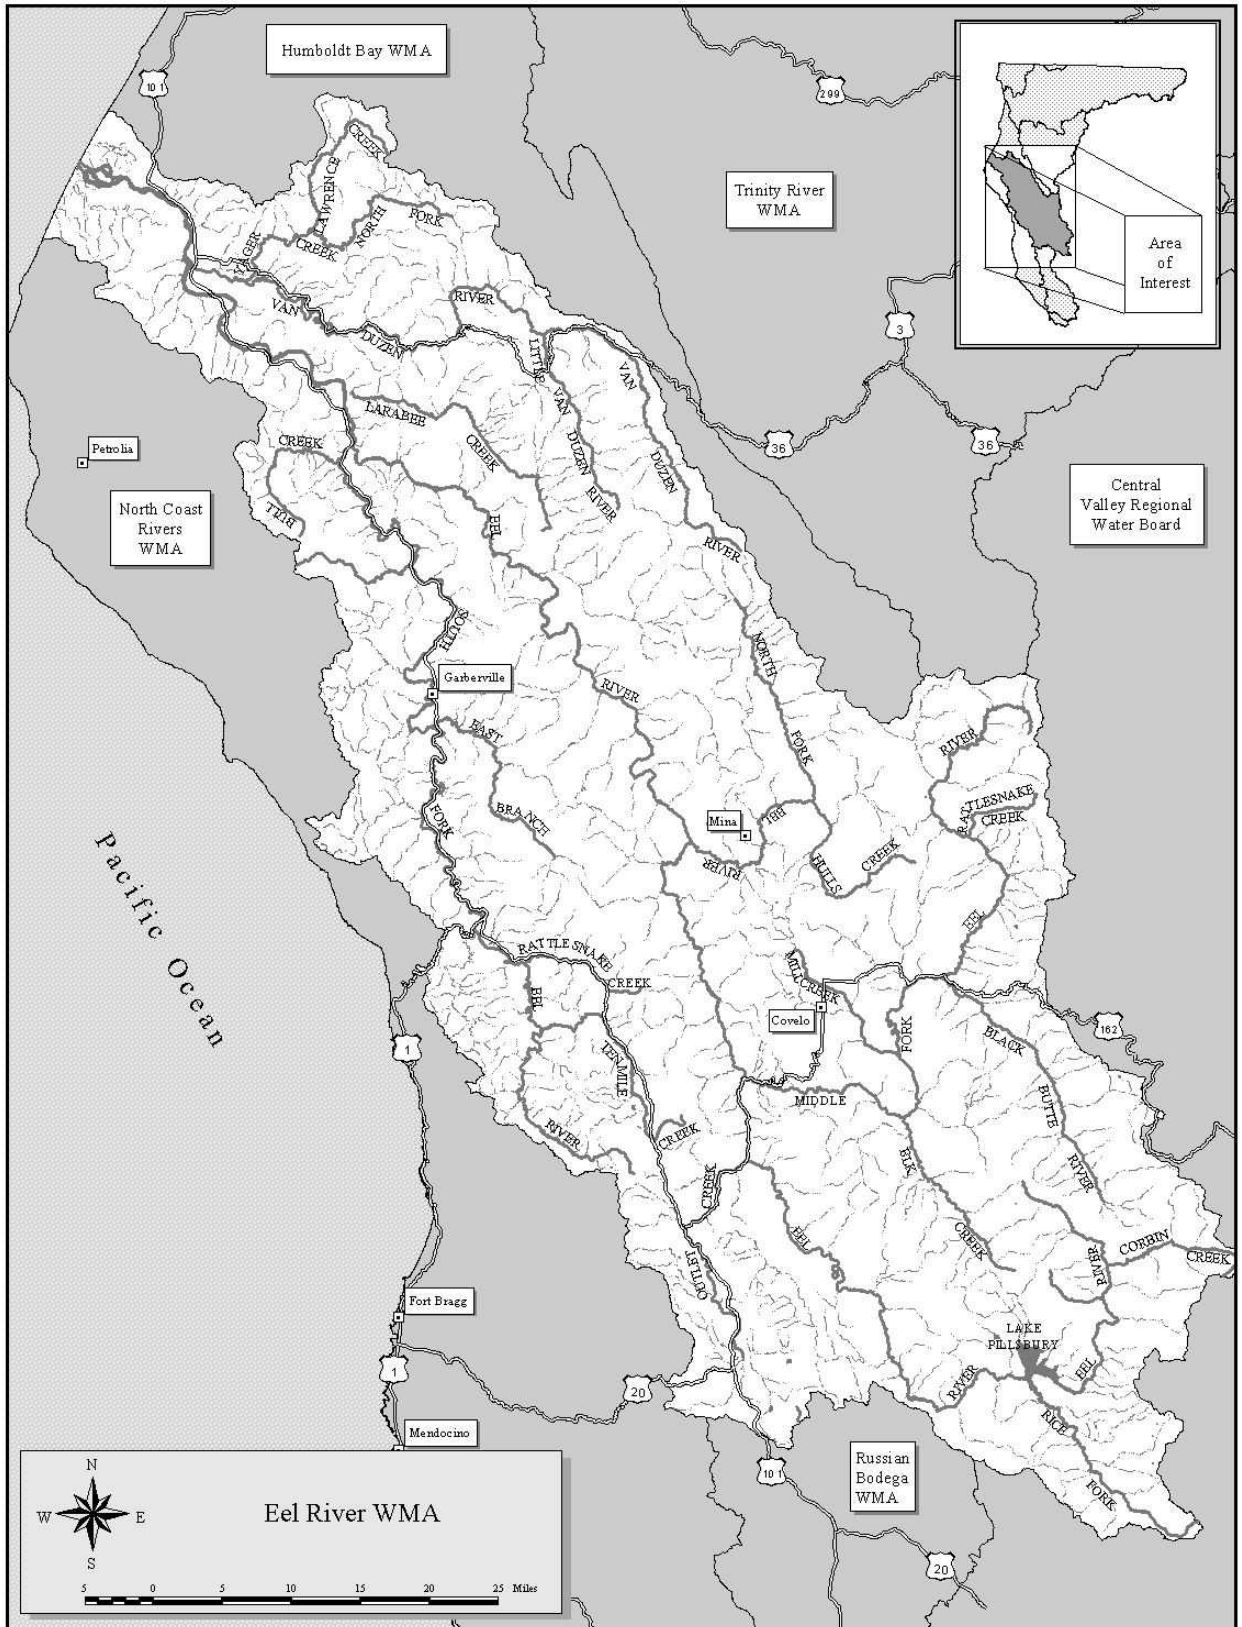 Humboldt Bay WMA
101
299
CREEK
LAWRENCE
NORTH
FORK
YAGER
CREEK
Trinity River
WMA
Area
of
Interest
3
36
36
VAN
DUZEN
RIVER
LITTLE
VAN
DUZEN
RIVER
VAN
DUZEN
RIVER
LARABEE
CREEK
CREEK
BULL
Petrolia
North Coast
Rivers
WMA
Central
Valley Regional
Water Board
EEL
RIVER
SOUTH
Garberville
EAST
BRANCH
FORK
NORTH
FORK
EEL
RIVER
Mina
HULLS
CREEK
RIVER
RATTLESNAKE
CREEK
EEL
Pacific Ocean
RATTLESNAKE
CREEK
EEL
MILL CREEK
Covelo
FORK
BLACK
BUTTE
RIVER
162
1
TEN MILE
CREEK
RIVER
MIDDLE
ELK
CREEK
CREEK
OUTLET
EEL
RIVER
CORBIN
CREEK
RIVER
LAKE
PILLSBURY
EEL
RICE
FORK
Fort Bragg
1
20
Mendocino
101
Russian
Bodega
WMA
20
N
W
E
S
Eel River WMA
5 0 5 10 15 20 25 Miles